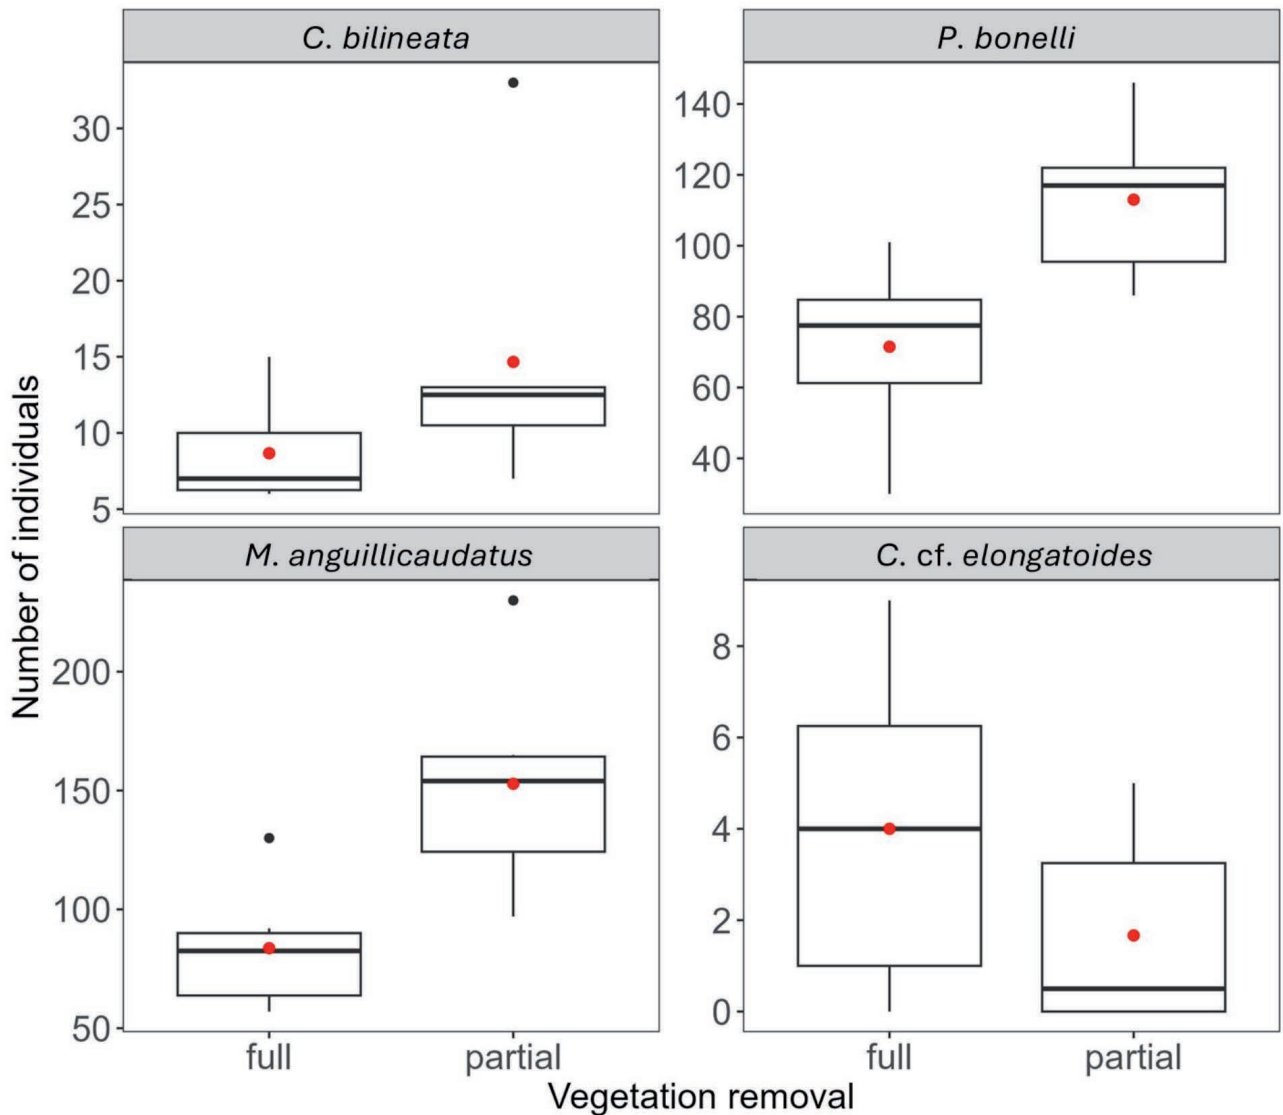 C. bilineata
P. bonelli
30
25
20
15
10
5
140
120
100
80
60
40
Number of individuals
M. anguillicaudatus
C. cf. elongatoides
200
150
100
50
8
6
4
2
0
full
partial
full
partial
Vegetation removal